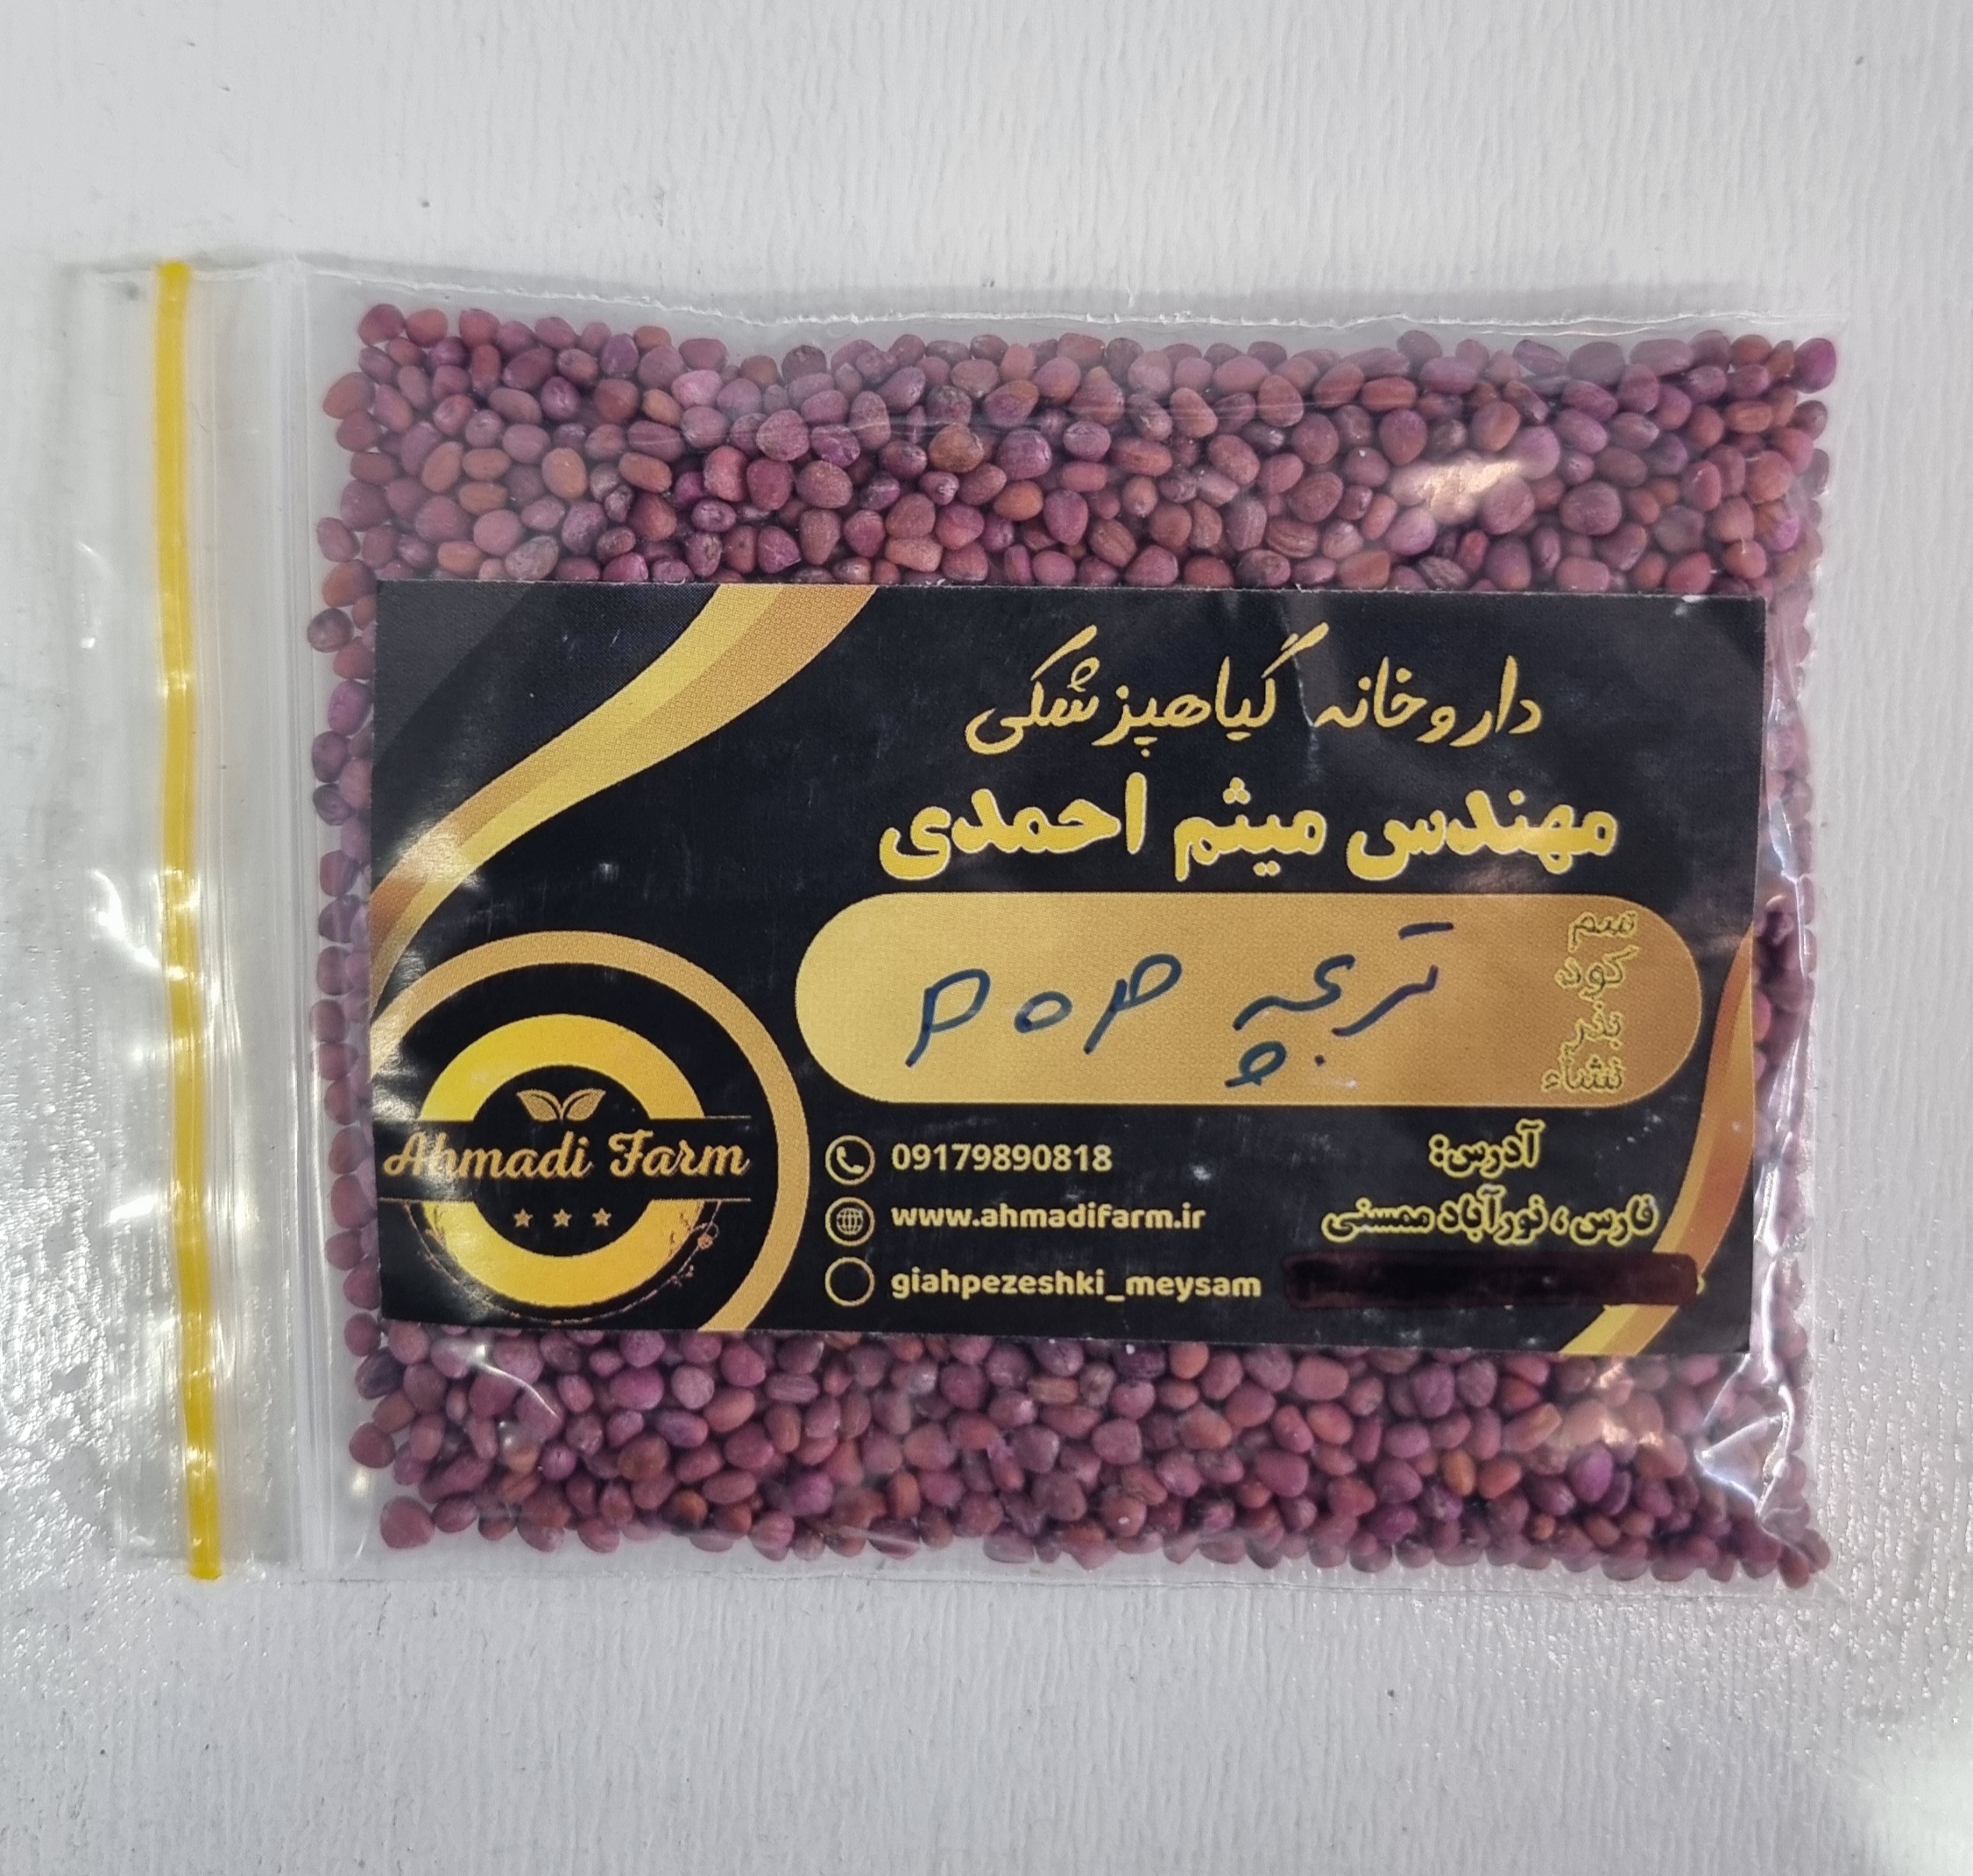 داروخانه گیاهپزشکی
مهندس میثم احمدی
تربچه POP
سم
کود
بذر
نشاء
Ahmadi Farm
09179890818
www.ahmadifarm.ir
giahpezeshki_meysam
آدرس:
فارس، نورآباد ممسنی